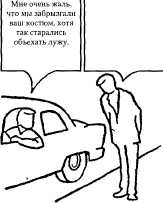 Мне очень жаль,
что мы забрызгали
ваш костюм, хотя
так старались
объехать лужу.